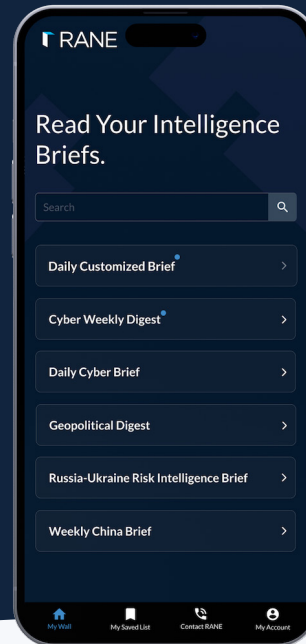 RANE
Read Your Intelligence
Briefs.
Search
Daily Customized Brief
Cyber Weekly Digest
Daily Cyber Brief
Geopolitical Digest
Russia-Ukraine Risk Intelligence Brief
Weekly China Brief
My Wall My Saved List Contact RANE My Account